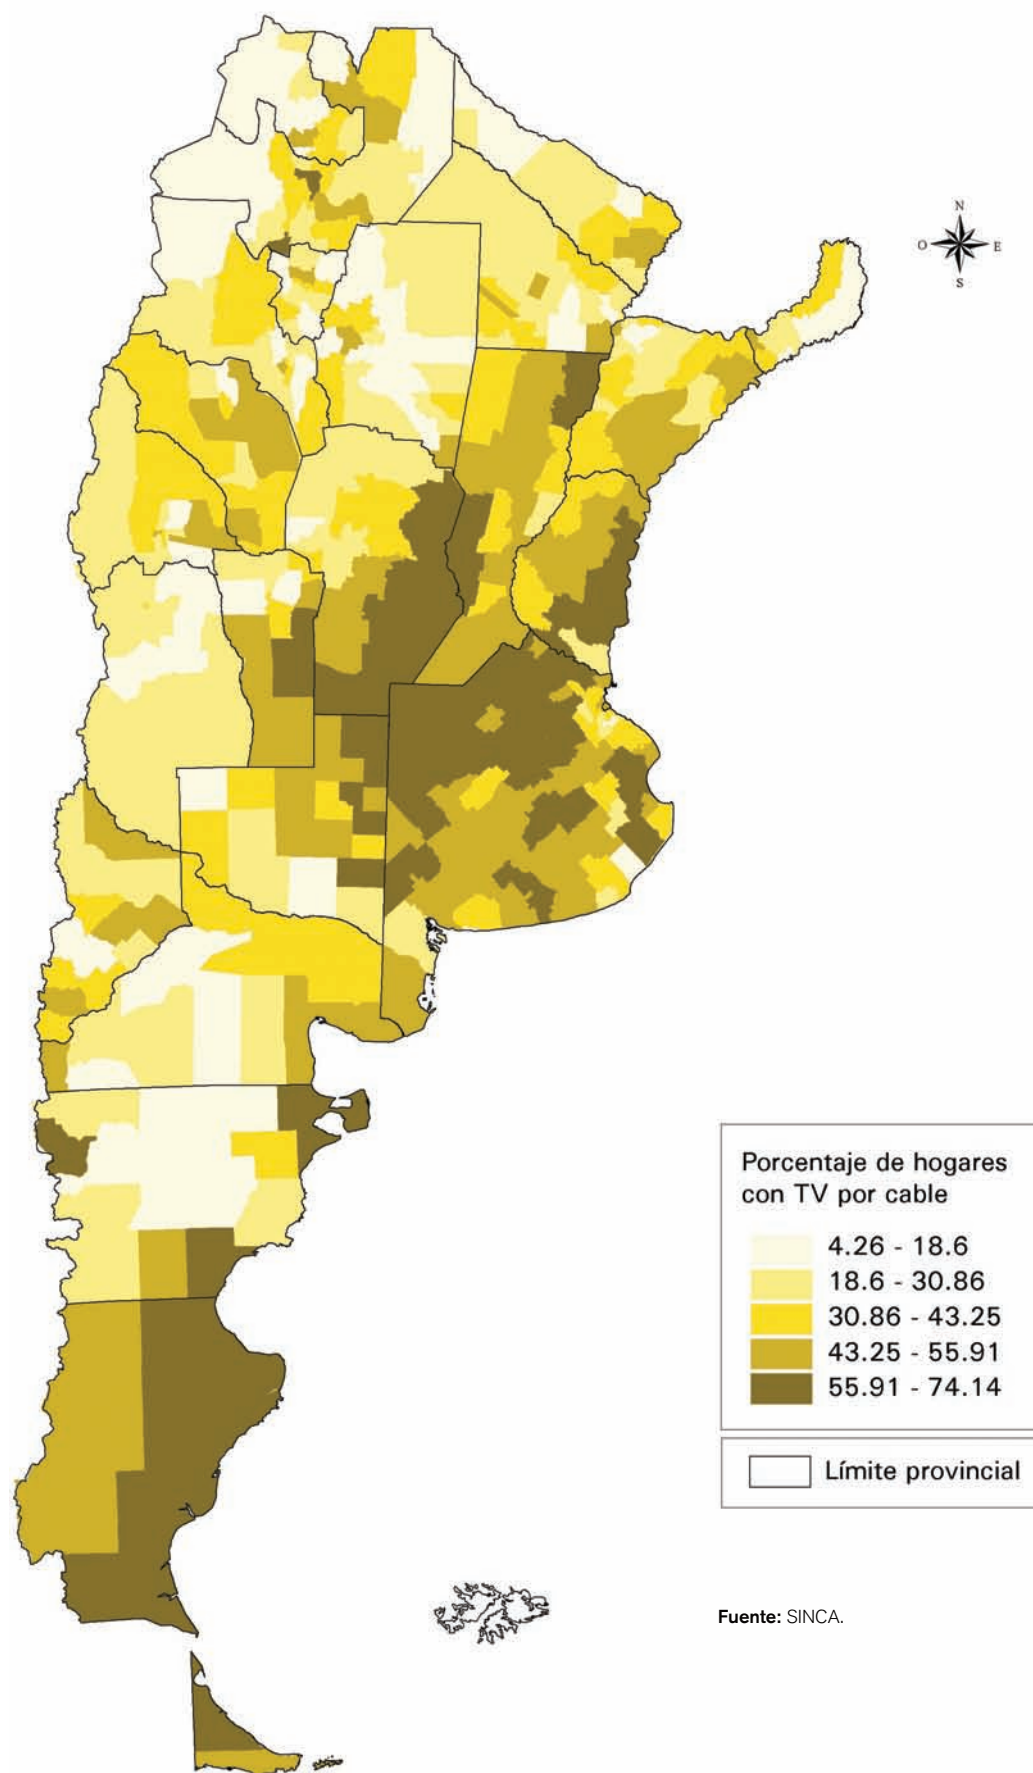 N
O E
S
Porcentaje de hogares
con TV por cable
4.26 - 18.6
18.6 - 30.86
30.86 - 43.25
43.25 - 55.91
55.91 - 74.14
Límite provincial
Fuente: SINCA.